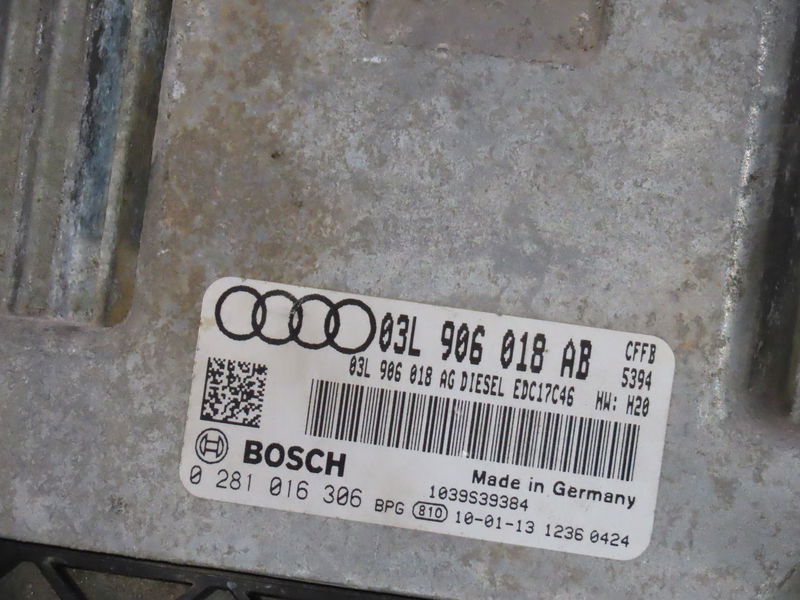 03L 906 018 AB CFFB
03L 906 018 AG DIESEL EDC17C46 5394
HW: H20
BOSCH
Made in Germany
1039S39384
0 281 016 306 BPG 810 10-01-13 1236 0424